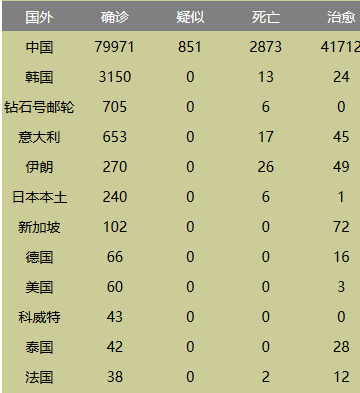 国外 确诊 疑似 死亡 治愈
中国 79971 851 2873 41712
韩国 3150 0 13 24
钻石号邮轮 705 0 6 0
意大利 653 0 17 45
伊朗 270 0 26 49
日本本土 240 0 6 1
新加坡 102 0 0 72
德国 66 0 0 16
美国 60 0 0 3
科威特 43 0 0 0
泰国 42 0 0 28
法国 38 0 2 12